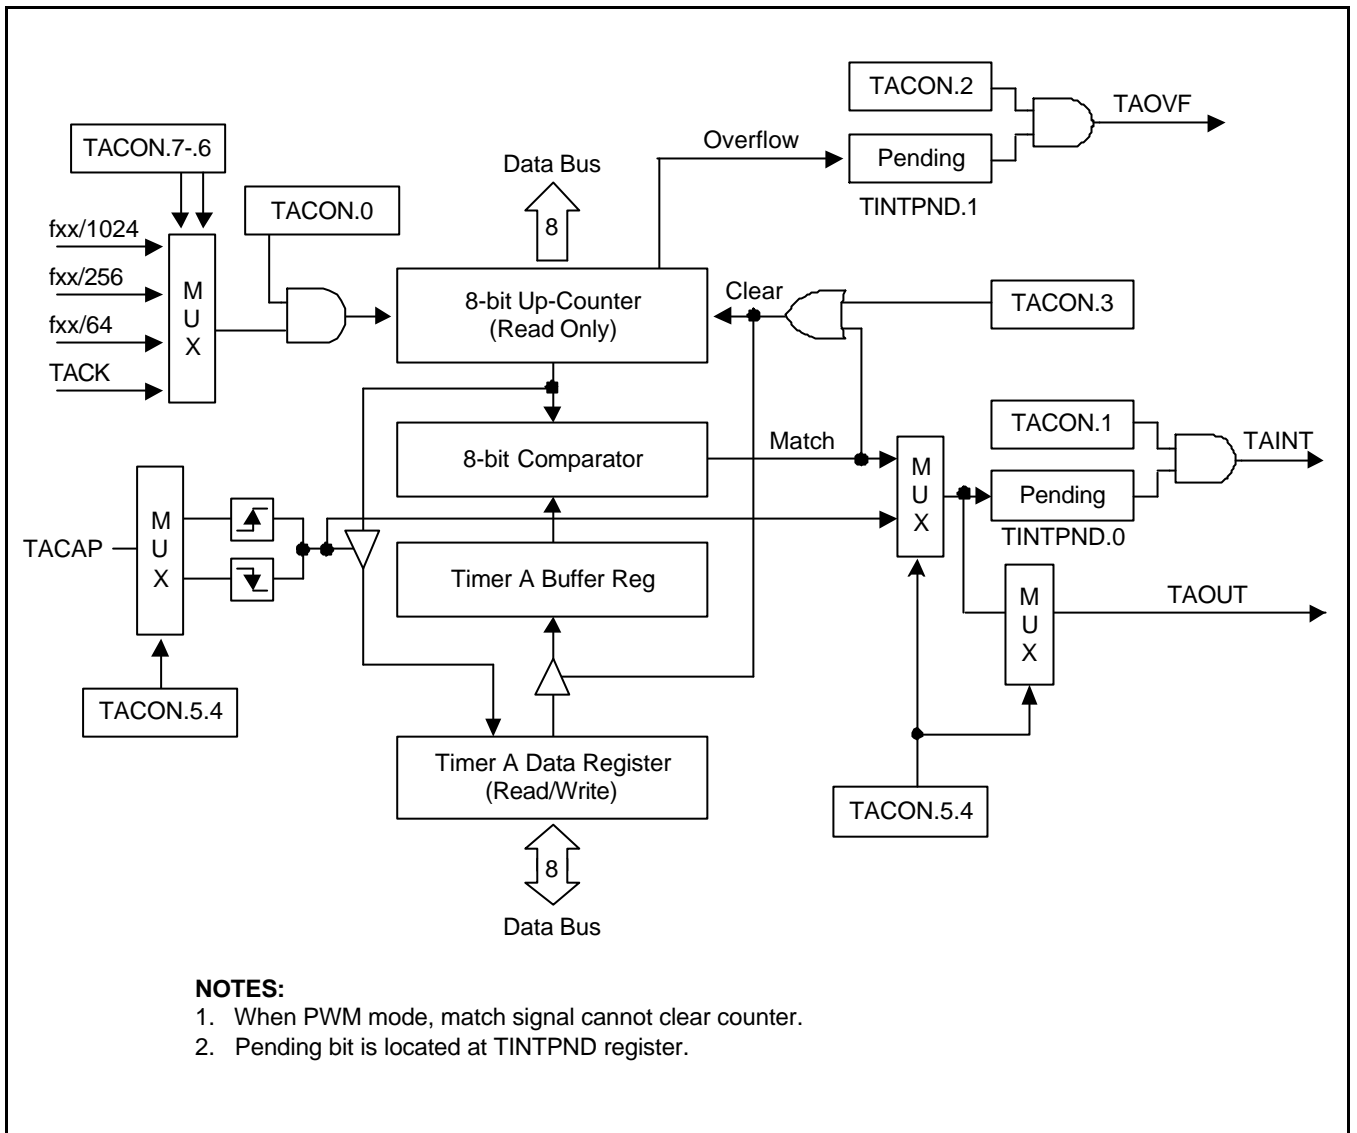 TACON.2
TAOVF
Overflow
Pending
TINTPND.1
TACON.7-.6
Data Bus
8
TACON.0
fxx/1024
fxx/256
fxx/64
TACK
M
U
X
8-bit Up-Counter
(Read Only)
Clear
TACON.3
8-bit Comparator
Match
M
U
X
TACON.1
TAINT
Pending
TINTPND.0
TACAP
M
U
X
Timer A Buffer Reg
M
U
X
TAOUT
TACON.5.4
Timer A Data Register
(Read/Write)
TACON.5.4
8
Data Bus
NOTES:
1. When PWM mode, match signal cannot clear counter.
2. Pending bit is located at TINTPND register.